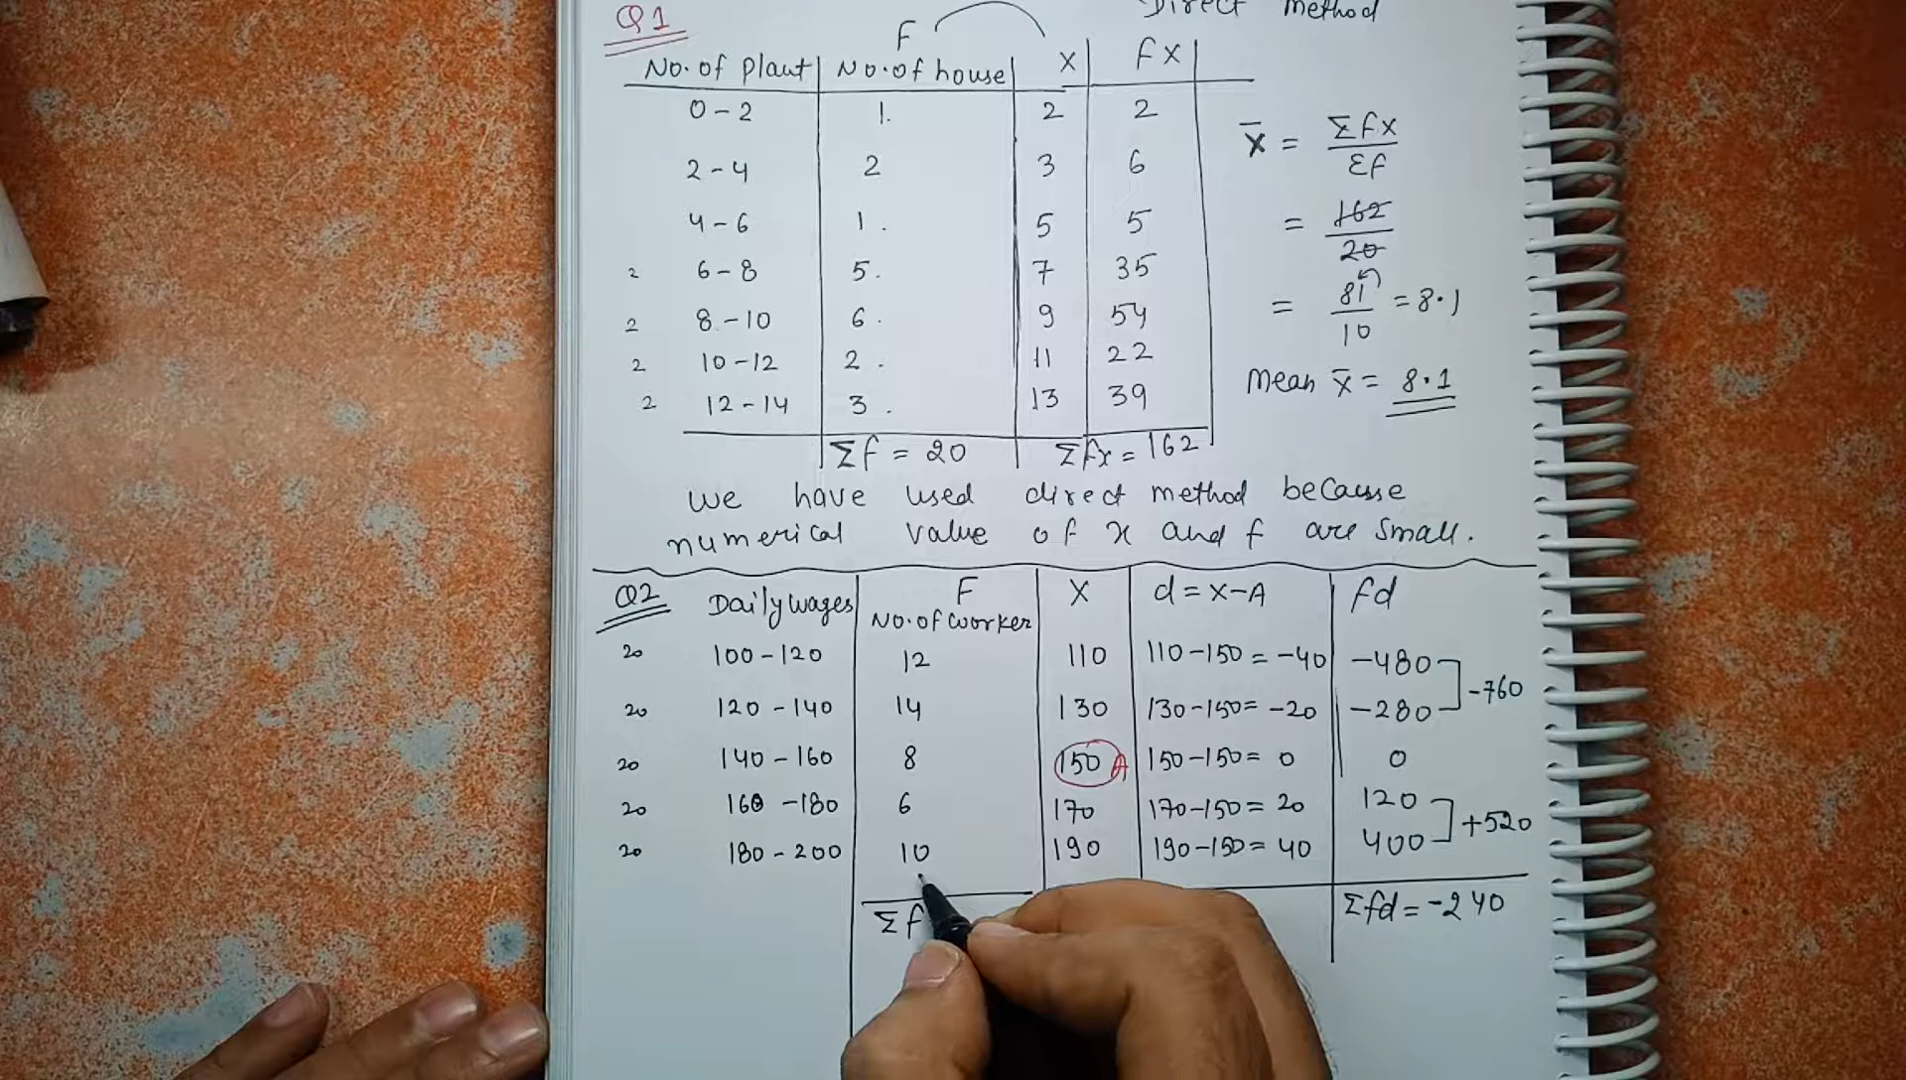 Q1 Direct Method
No. of Plant F No. of house X FX
0 - 2 1. 2 2
2 - 4 2 3 6
4 - 6 1. 5 5
2 6 - 8 5. 7 35
2 8 - 10 6. 9 54
2 10 - 12 2. 11 22
2 12 - 14 3. 13 39
Σf = 20 Σfx = 162
x̄ = Σfx / Σf
= 162 / 20
= 81 / 10 = 8.1
Mean x̄ = 8.1
we have used direct method because
numerical value of x and f are small.
Q2 Daily wages F No. of worker X d = X-A fd
20 100 - 120 12 110 110-150 = -40 -480
20 120 - 140 14 130 130-150 = -20 -280 -760
20 140 - 160 8 150 A 150-150 = 0 0
20 160 - 180 6 170 170-150 = 20 120
20 180 - 200 10 190 190-150 = 40 400 +520
Σf Σfd = -240